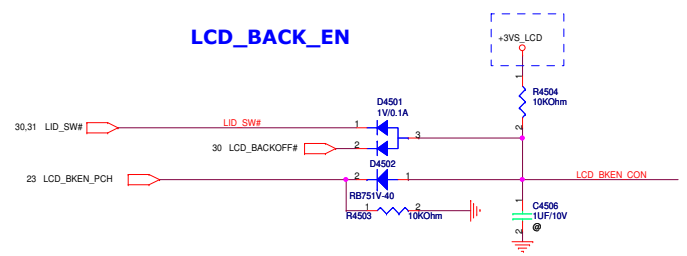 LCD_BACK_EN
+3VS_LCD
1
R4504
10KOhm
2
D4501
1V/0.1A
30,31 LID_SW#
LID_SW#
1
3
30 LCD_BACKOFF#
2
D4502
23 LCD_BKEN_PCH
2
1
LCD_BKEN_CON
RB751V-40
1
2
R4503
10KOhm
1
C4506
1UF/10V
2
@